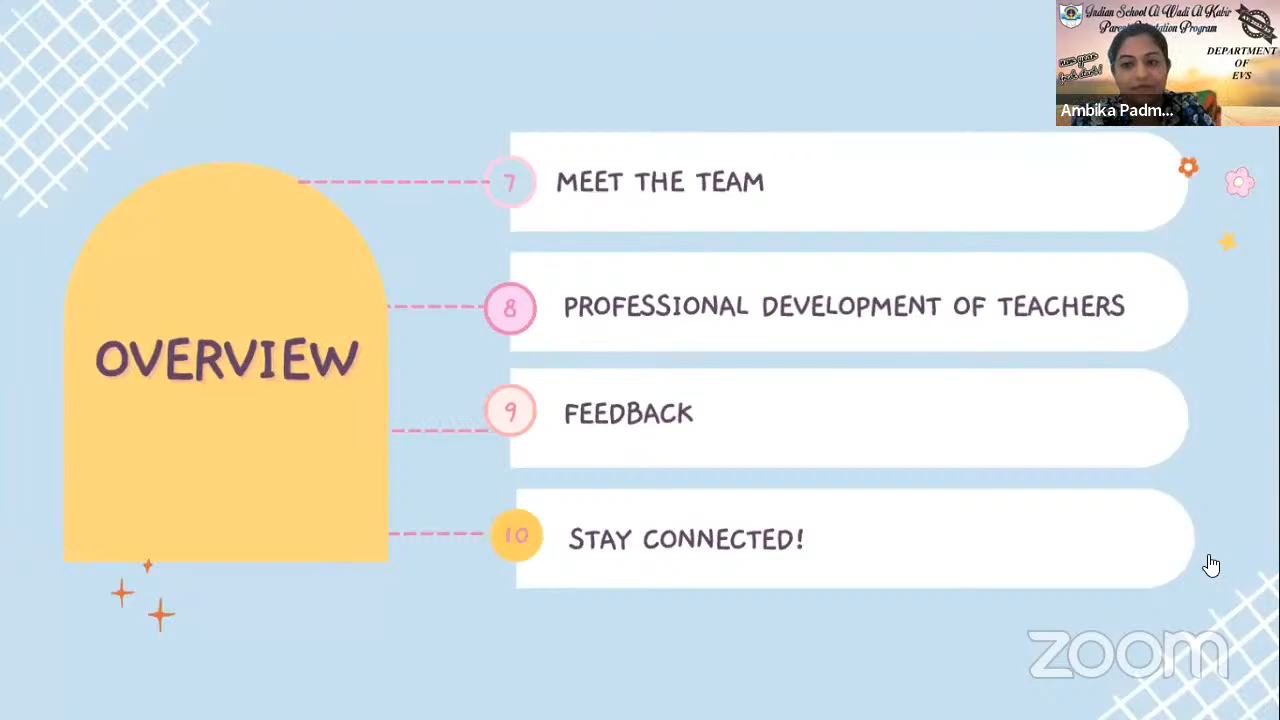 Indian School Al Wadi Al Kabir
Parent Orientation Program
DEPARTMENT
OF
EVS
Ambika Padm...
OVERVIEW
7 MEET THE TEAM
8 PROFESSIONAL DEVELOPMENT OF TEACHERS
9 FEEDBACK
10 STAY CONNECTED!
zoom